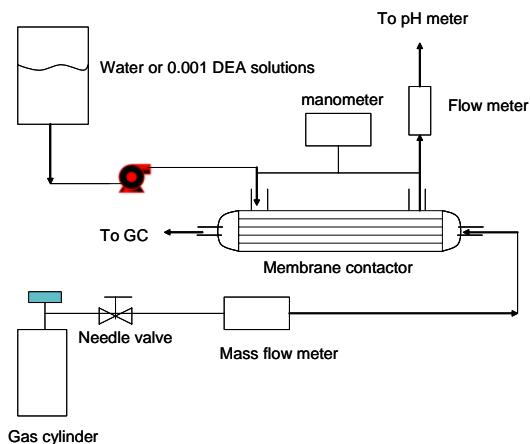 To pH meter
Water or 0.001 DEA solutions
manometer
Flow meter
To GC
Membrane contactor
Needle valve
Mass flow meter
Gas cylinder